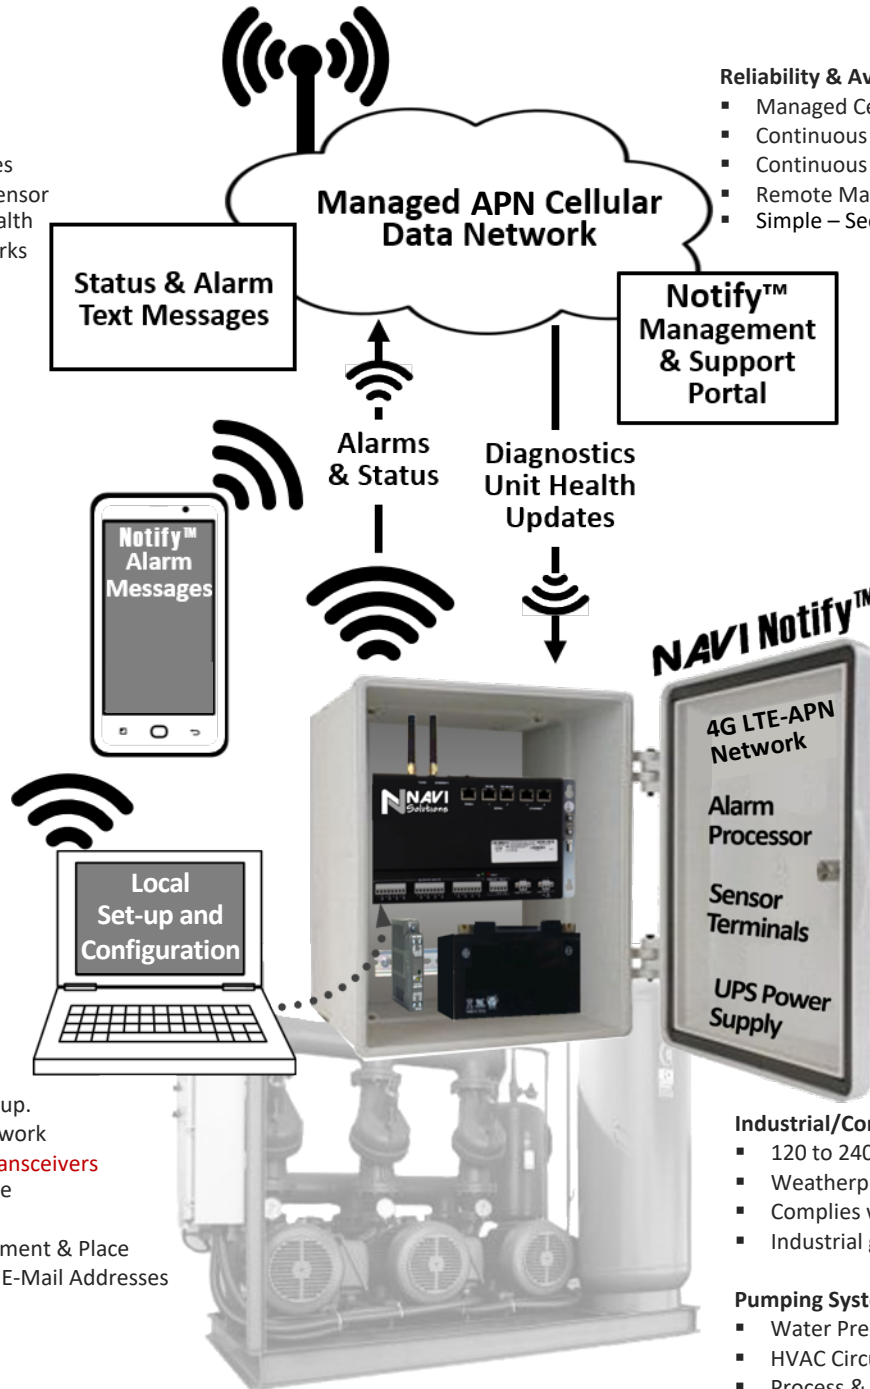 Reliability & Av
Managed Ce
Continuous
Continuous
Remote Ma
Simple – Sec
es
ensor
alth
rks
Managed APN Cellular
Data Network
Status & Alarm
Text Messages
Notify™
Management
& Support
Portal
Alarms
& Status
Diagnostics
Unit Health
Updates
Notify™
Alarm
Messages
NAVI Notify™
4G LTE-APN
Network
Alarm
Processor
Sensor
Terminals
UPS Power
Supply
NAVI
Solutions
Local
Set-up and
Configuration
up.
work
ansceivers
e
ment & Place
E-Mail Addresses
Industrial/Con
120 to 240
Weatherp
Complies v
Industrial g
Pumping Syst
Water Pre
HVAC Circu
Process &